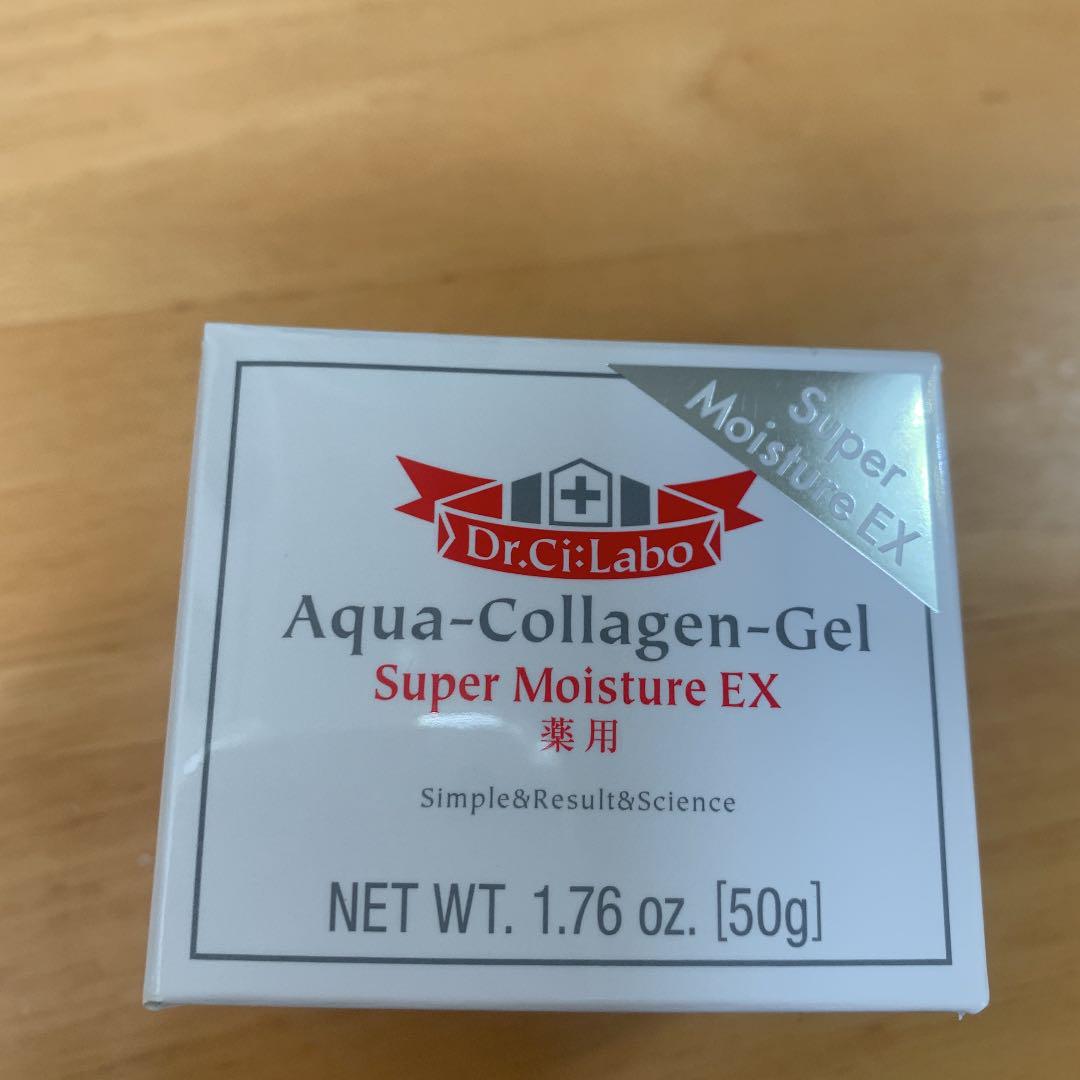 Super
Moisture EX
Dr.Ci:Labo
Aqua-Collagen-Gel
Super Moisture EX
薬用
Simple&Result&Science
NET WT. 1.76 oz. [50g]